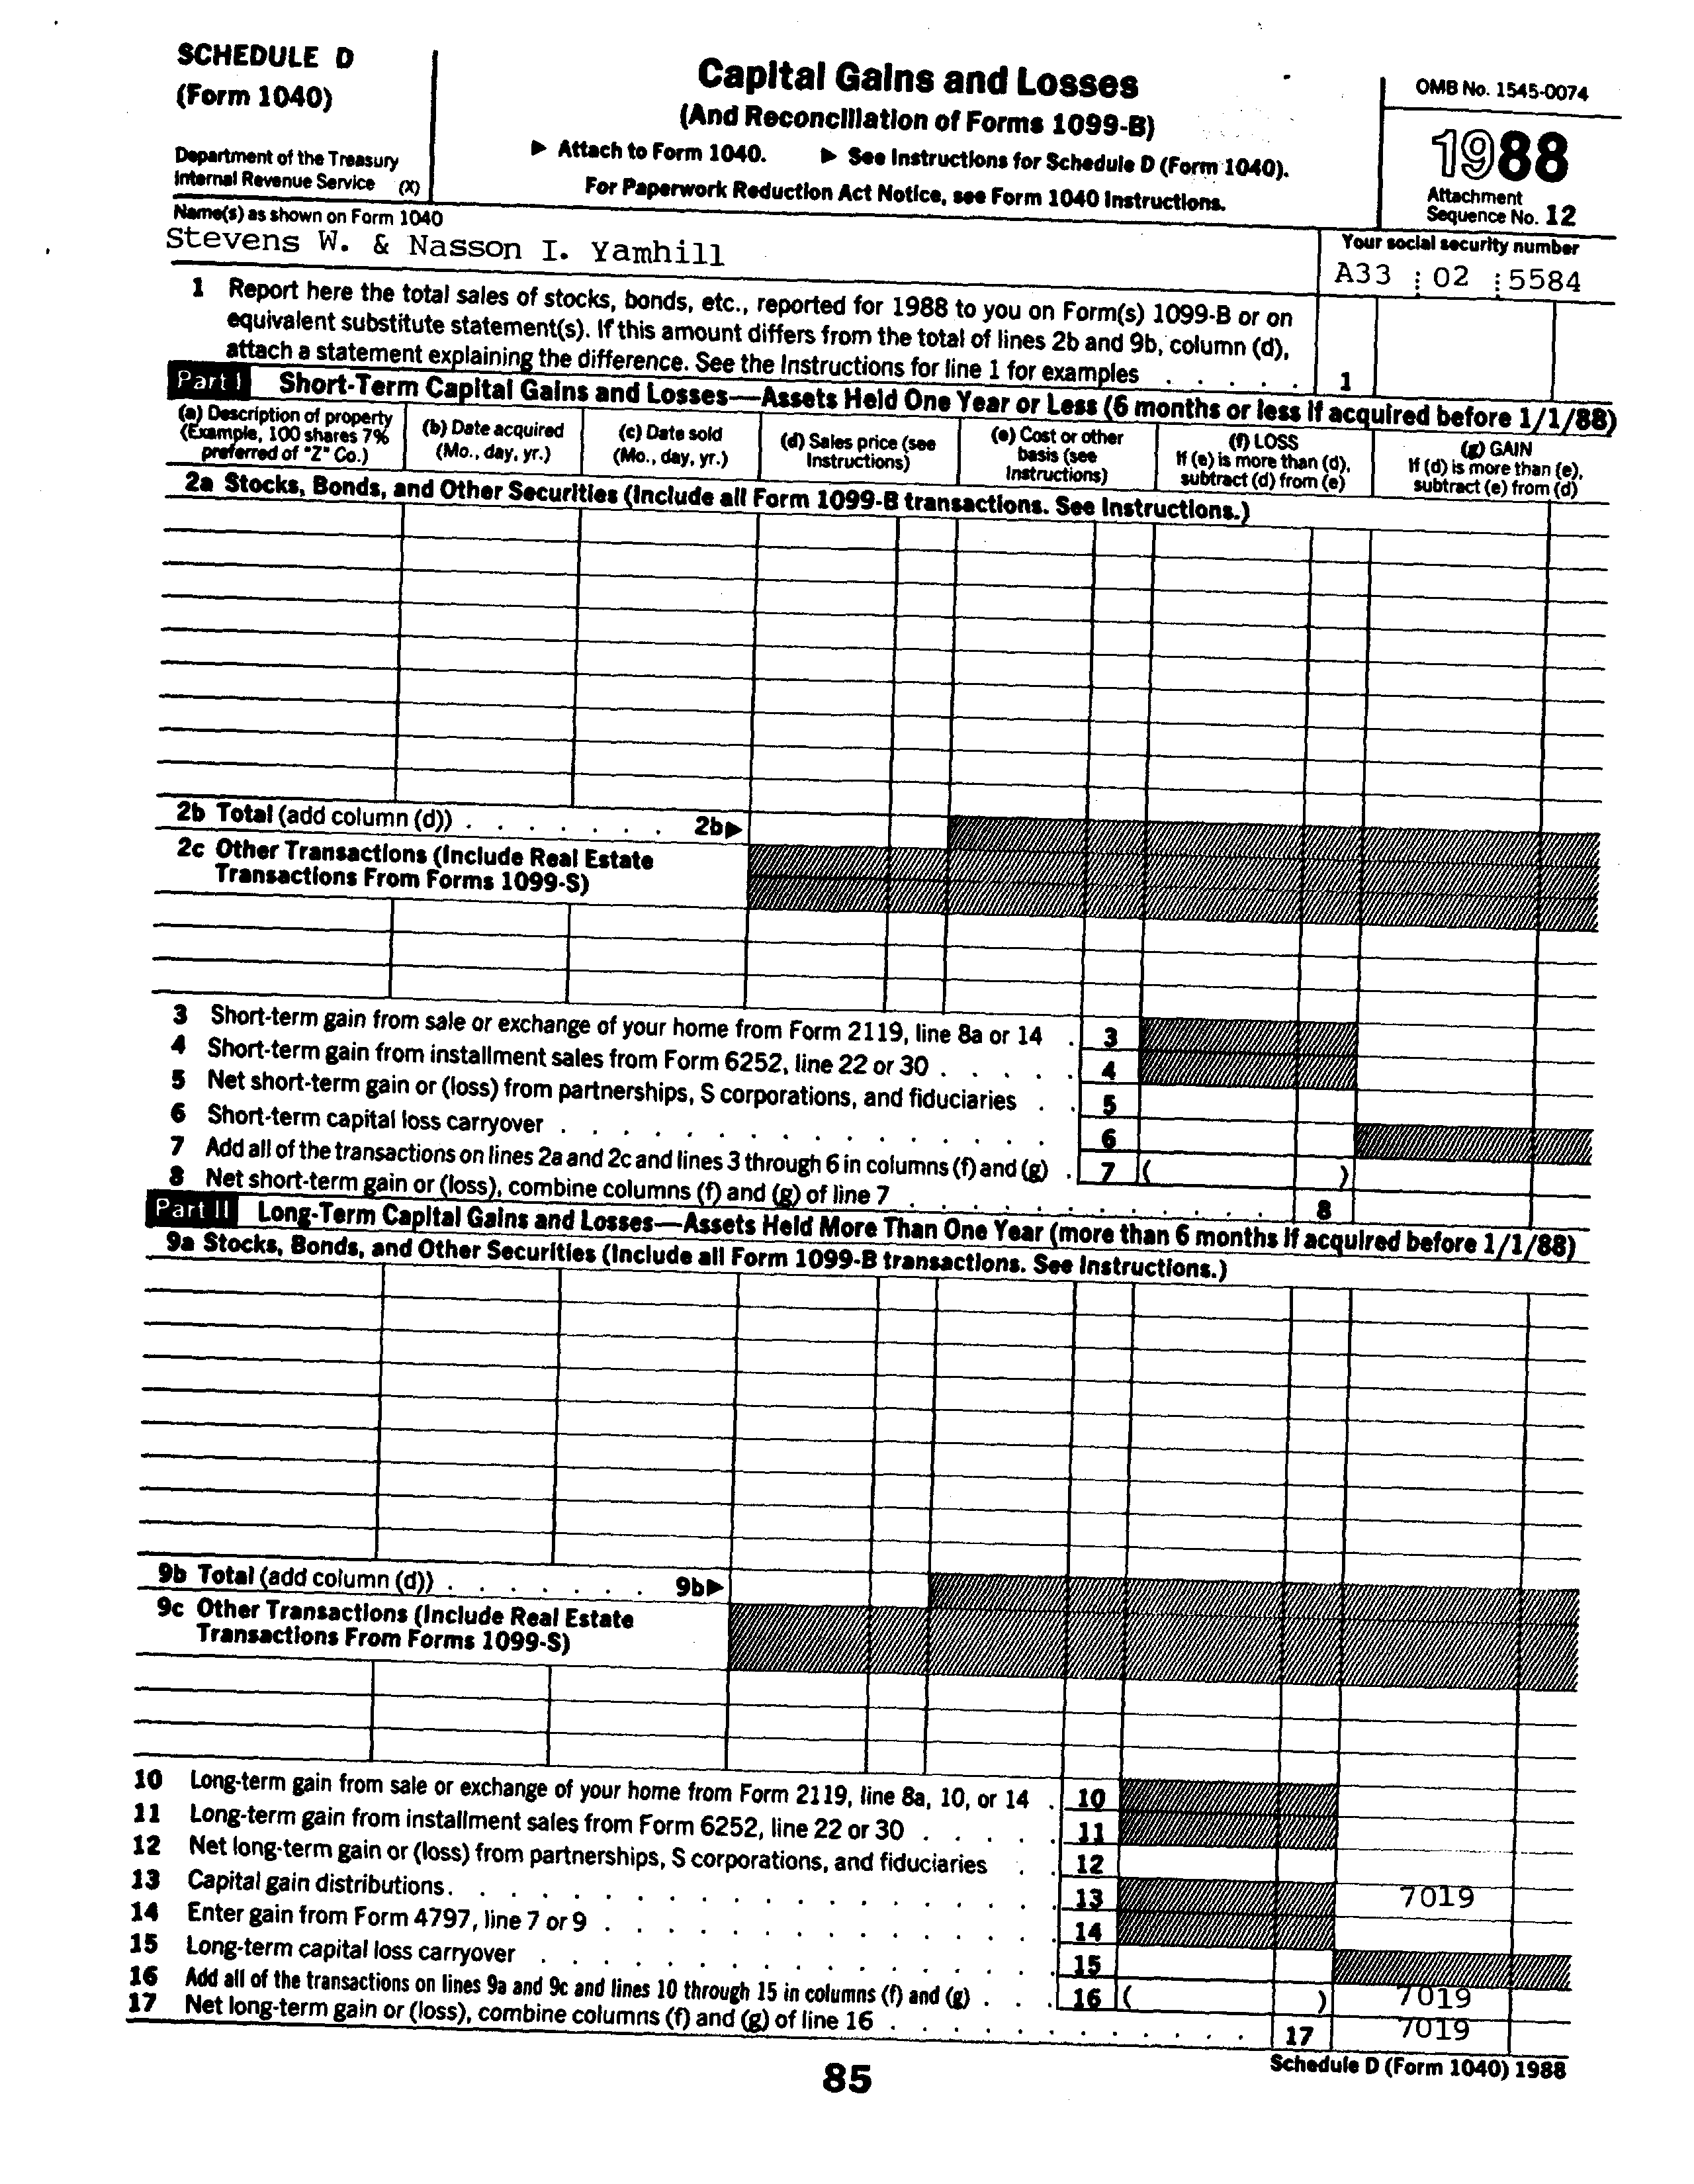 SCHEDULE D
(Form 1040)
Department of the Treasury
Internal Revenue Service (X)
Capital Gains and Losses
(And Reconciliation of Forms 1099-B)
▶ Attach to Form 1040. ▶ See Instructions for Schedule D (Form 1040).
For Paperwork Reduction Act Notice, see Form 1040 Instructions.
OMB No. 1545-0074
1988
Attachment
Sequence No. 12
Name(s) as shown on Form 1040
Stevens W. & Nasson I. Yamhill
Your social security number
A33 02 5584
1 Report here the total sales of stocks, bonds, etc., reported for 1988 to you on Form(s) 1099-B or on
equivalent substitute statement(s). If this amount differs from the total of lines 2b and 9b, column (d),
attach a statement explaining the difference. See the Instructions for line 1 for examples . . . . . 1
Part I Short-Term Capital Gains and Losses—Assets Held One Year or Less (6 months or less if acquired before 1/1/88)
(a) Description of property
(Example, 100 shares 7%
preferred of "Z" Co.)
(b) Date acquired
(Mo., day, yr.)
(c) Date sold
(Mo., day, yr.)
(d) Sales price (see
Instructions)
(e) Cost or other
basis (see
Instructions)
(f) LOSS
If (e) is more than (d),
subtract (d) from (e)
(g) GAIN
If (d) is more than (e),
subtract (e) from (d)
2a Stocks, Bonds, and Other Securities (Include all Form 1099-B transactions. See Instructions.)
2b Total (add column (d)) . . . . . . . 2b▶
2c Other Transactions (Include Real Estate
Transactions From Forms 1099-S)
3 Short-term gain from sale or exchange of your home from Form 2119, line 8a or 14 . 3
4 Short-term gain from installment sales from Form 6252, line 22 or 30 . . . . . 4
5 Net short-term gain or (loss) from partnerships, S corporations, and fiduciaries . . 5
6 Short-term capital loss carryover . . . . . . . . . . . . . . . . 6
7 Add all of the transactions on lines 2a and 2c and lines 3 through 6 in columns (f) and (g) . 7 ( )
8 Net short-term gain or (loss), combine columns (f) and (g) of line 7 . . . . . . . . . . . . 8
Part II Long-Term Capital Gains and Losses—Assets Held More Than One Year (more than 6 months if acquired before 1/1/88)
9a Stocks, Bonds, and Other Securities (Include all Form 1099-B transactions. See Instructions.)
9b Total (add column (d)) . . . . . . . 9b▶
9c Other Transactions (Include Real Estate
Transactions From Forms 1099-S)
10 Long-term gain from sale or exchange of your home from Form 2119, line 8a, 10, or 14 . 10
11 Long-term gain from installment sales from Form 6252, line 22 or 30 . . . . . 11
12 Net long-term gain or (loss) from partnerships, S corporations, and fiduciaries . . 12
13 Capital gain distributions . . . . . . . . . . . . . . . . . . . 13 7019
14 Enter gain from Form 4797, line 7 or 9 . . . . . . . . . . . . . . 14
15 Long-term capital loss carryover . . . . . . . . . . . . . . . . 15
16 Add all of the transactions on lines 9a and 9c and lines 10 through 15 in columns (f) and (g) . . . 16 ( ) 7019
17 Net long-term gain or (loss), combine columns (f) and (g) of line 16 . . . . . . . . . . . . 17 7019
85
Schedule D (Form 1040) 1988